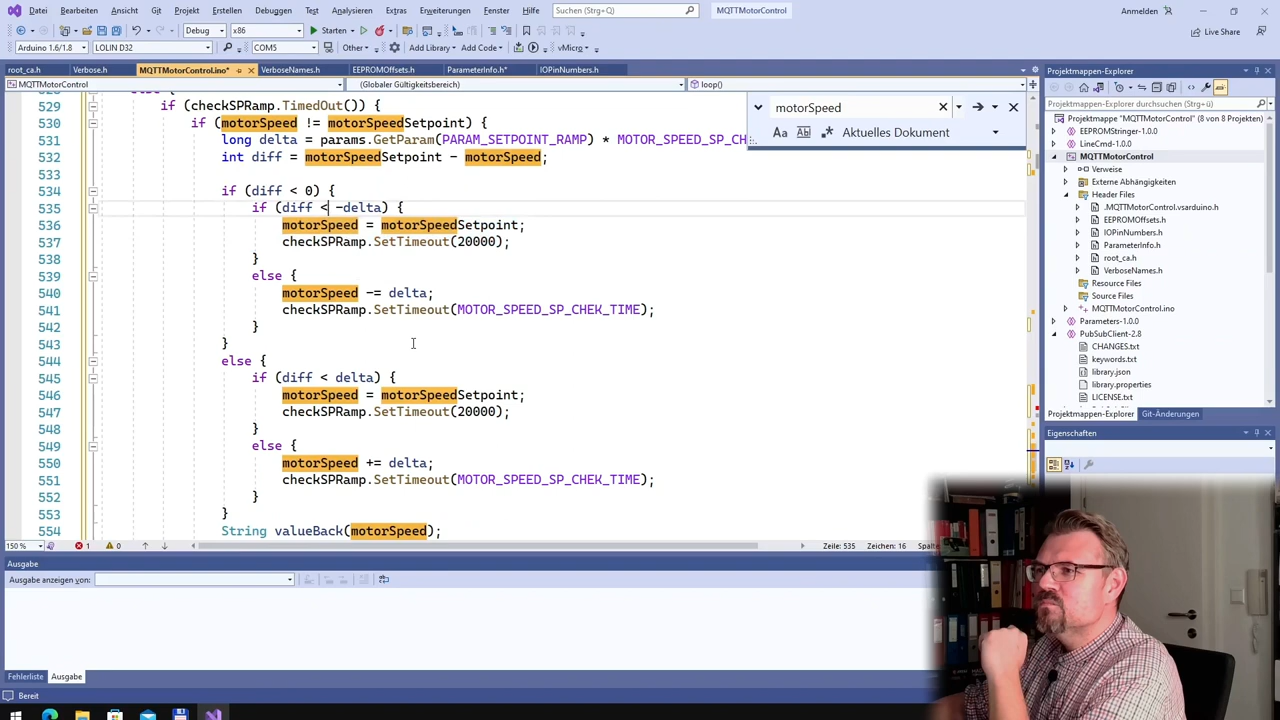 Datei Bearbeiten Ansicht Git Projekt Erstellen Debuggen Test Analysieren Extras Erweiterungen Fenster Hilfe Suchen (Strg+Q) MQTTMotorControl Anmelden
Debug x86 Starten Live Share
Arduino 1.6/1.8 LOLIN D32 COM5 Other Add Library Add Code vMicro
root_ca.h Verbose.h MQTTMotorControl.ino* VerboseNames.h EEPROMOffsets.h ParameterInfo.h* IOPinNumbers.h
MQTTMotorControl (Globaler Gültigkeitsbereich) loop()
529 if (checkSPRamp.TimedOut()) {
530 if (motorSpeed != motorSpeedSetpoint) {
531 long delta = params.GetParam(PARAM_SETPOINT_RAMP) * MOTOR_SPEED_SP_CH
int diff = motorSpeedSetpoint - motorSpeed;
534 if (diff < 0) {
535 if (diff < -delta) {
536 motorSpeed = motorSpeedSetpoint;
537 checkSPRamp.SetTimeout(20000);
538 }
539 else {
540 motorSpeed -= delta;
541 checkSPRamp.SetTimeout(MOTOR_SPEED_SP_CHEK_TIME);
542 }
543 }
544 else {
545 if (diff < delta) {
546 motorSpeed = motorSpeedSetpoint;
547 checkSPRamp.SetTimeout(20000);
548 }
549 else {
550 motorSpeed += delta;
551 checkSPRamp.SetTimeout(MOTOR_SPEED_SP_CHEK_TIME);
552 }
553 }
554 String valueBack(motorSpeed);
motorSpeed
Aa Ab Aktuelles Dokument
150 % 1 0 Zeile: 535 Zeichen: 16 Spalte
Ausgabe
Ausgabe anzeigen von:
Fehlerliste Ausgabe
Bereit
Projektmappen-Explorer
Projektmappen-Explorer durchsuchen (Strg+ü)
Projektmappe "MQTTMotorControl" (8 von 8 Projekten)
EEPROMStringer-1.0.0
LineCmd-1.0.0
MQTTMotorControl
Verweise
Externe Abhängigkeiten
Header Files
.MQTTMotorControl.vsarduino.h
EEPROMOffsets.h
IOPinNumbers.h
ParameterInfo.h
root_ca.h
VerboseNames.h
Resource Files
Source Files
MQTTMotorControl.ino
Parameters-1.0.0
PubSubClient-2.8
CHANGES.txt
keywords.txt
library.json
library.properties
LICENSE.txt
Projektmappen-Explorer Git-Änderungen
Eigenschaften